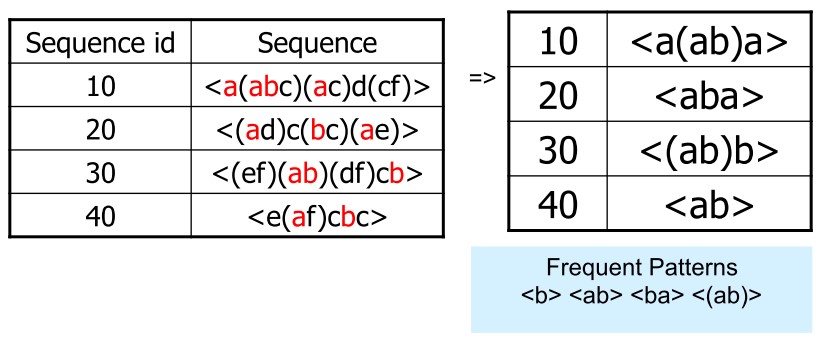 Sequence id Sequence
10 <a(abc)(ac)d(cf)>
20 <(ad)c(bc)(ae)>
30 <(ef)(ab)(df)cb>
40 <e(af)cbc>
=>
10 <a(ab)a>
20 <aba>
30 <(ab)b>
40 <ab>
Frequent Patterns
<b> <ab> <ba> <(ab)>